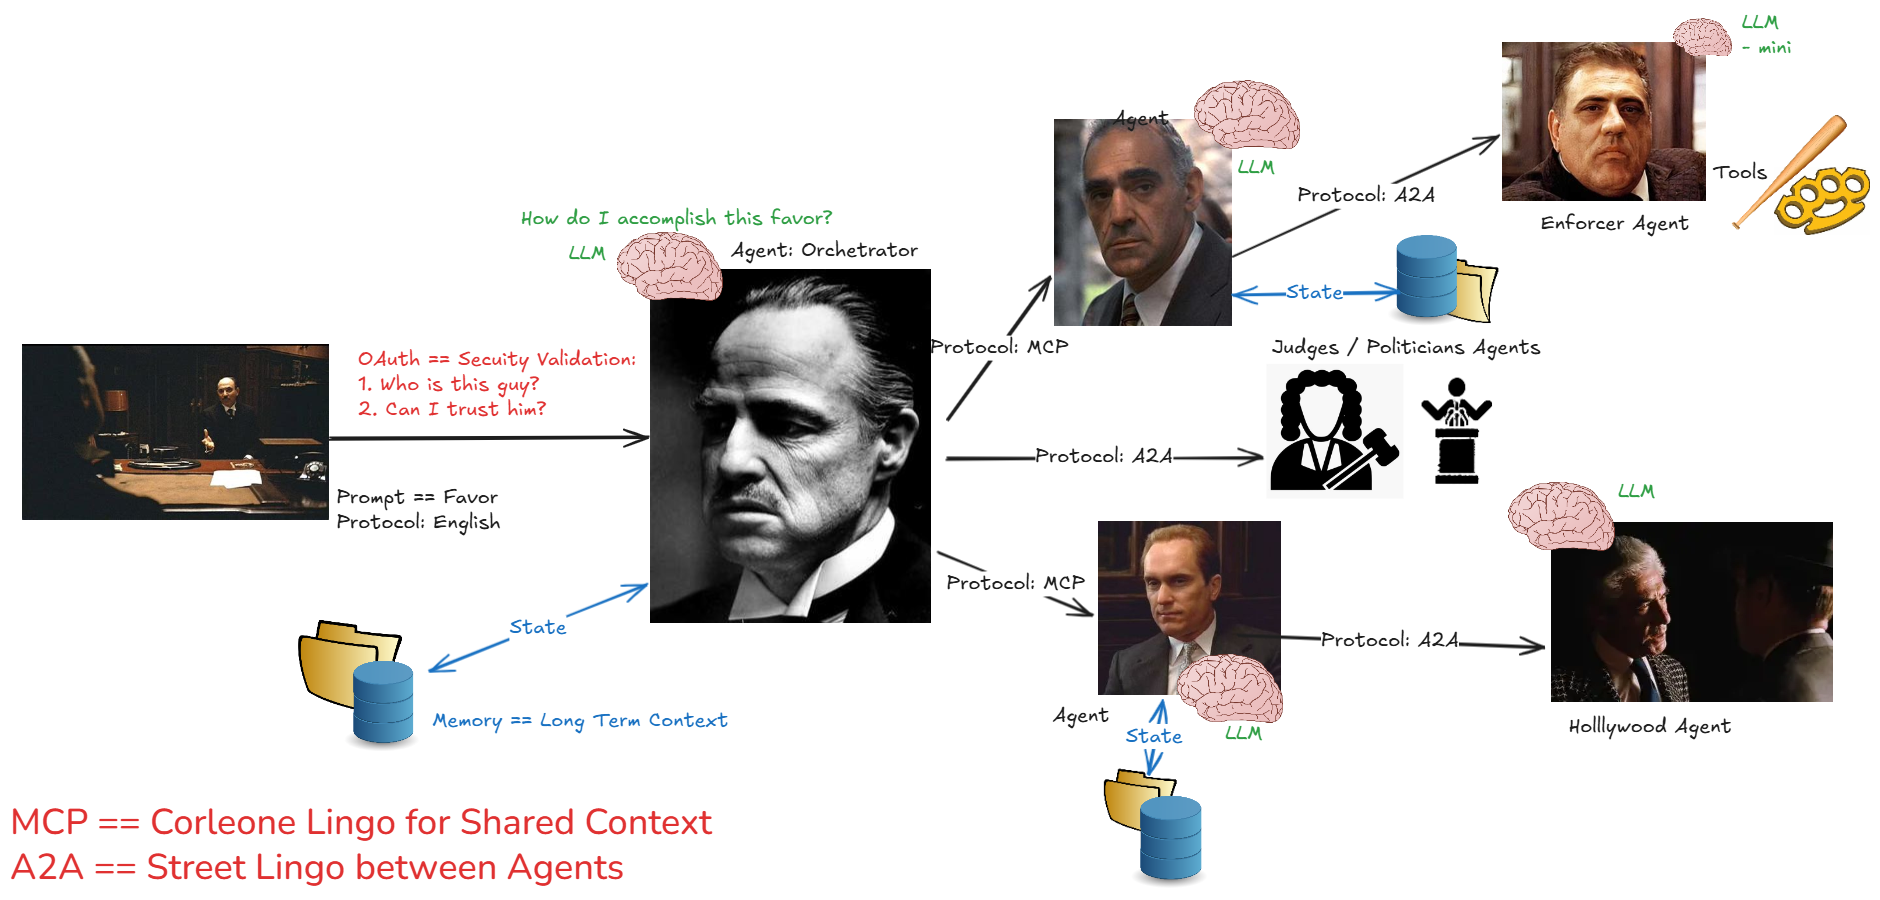 LLM
- mini
Agent
LLM
Tools
Protocol: A2A
Enforcer Agent
How do I accomplish this favor?
LLM
Agent: Orchetrator
State
Protocol: MCP
Judges / Politicians Agents
OAuth == Secuity Validation:
1. Who is this guy?
2. Can I trust him?
Protocol: A2A
Prompt == Favor
Protocol: English
LLM
Protocol: MCP
State
Protocol: A2A
Memory == Long Term Context
Agent
State
LLM
Holllywood Agent
MCP == Corleone Lingo for Shared Context
A2A == Street Lingo between Agents